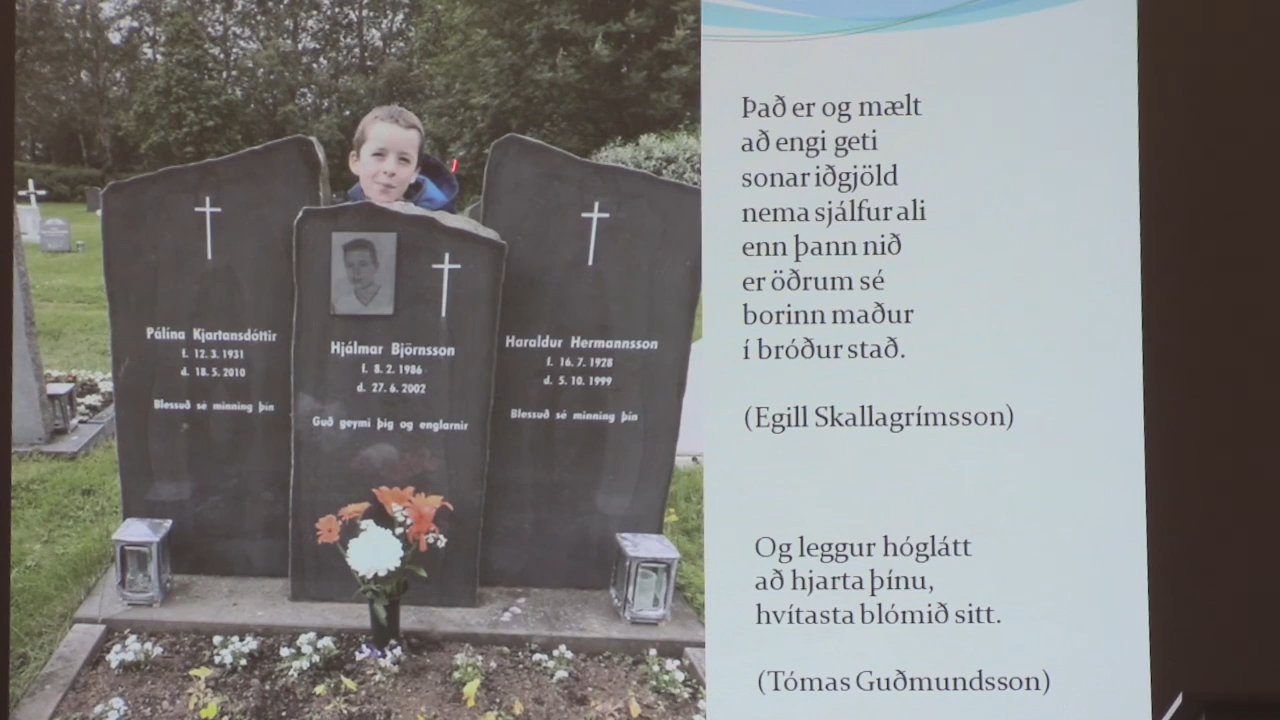 Pálína Kjartansdóttir
f. 12. 3. 1931
d. 18. 5. 2010
Blessuð sé minning þín
Hjálmar Björnsson
f. 8. 2. 1986
d. 27. 6. 2002
Guð geymi þig og englarnir
Haraldur Hermannsson
f. 16. 7. 1928
d. 5. 10. 1999
Blessuð sé minning þín
Það er og mælt
að engi geti
sonar iðgjöld
nema sjálfur ali
enn þann nið
er öðrum sé
borinn maður
í bróður stað.
(Egill Skallagrímsson)
Og leggur hóglátt
að hjarta þínu,
hvítasta blómið sitt.
(Tómas Guðmundsson)